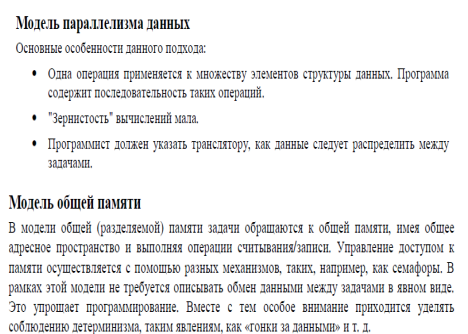 Модель параллелизма данных
Основные особенности данного подхода:
• Одна операция применяется к множеству элементов структуры данных. Программа
содержит последовательность таких операций.
• "Зернистость" вычислений мала.
• Программист должен указать транслятору, как данные следует распределить между
задачами.
Модель общей памяти
В модели общей (разделяемой) памяти задачи обращаются к общей памяти, имея общее
адресное пространство и выполняя операции считывания/записи. Управление доступом к
памяти осуществляется с помощью разных механизмов, таких, например, как семафоры. В
рамках этой модели не требуется описывать обмен данными между задачами в явном виде.
Это упрощает программирование. Вместе с тем особое внимание приходится уделять
соблюдению детерминизма, таким явлениям, как «гонки за данными» и т. д.